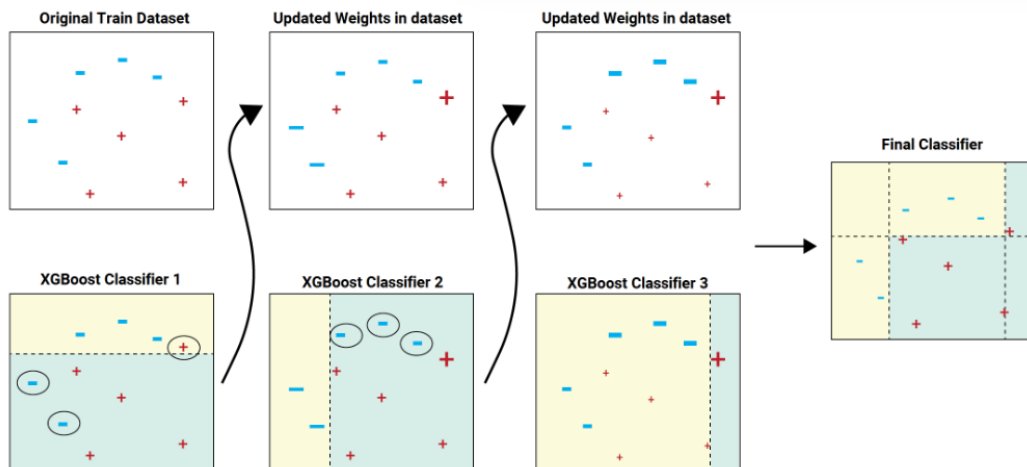 Original Train Dataset
Updated Weights in dataset
Updated Weights in dataset
Final Classifier
XGBoost Classifier 1
XGBoost Classifier 2
XGBoost Classifier 3